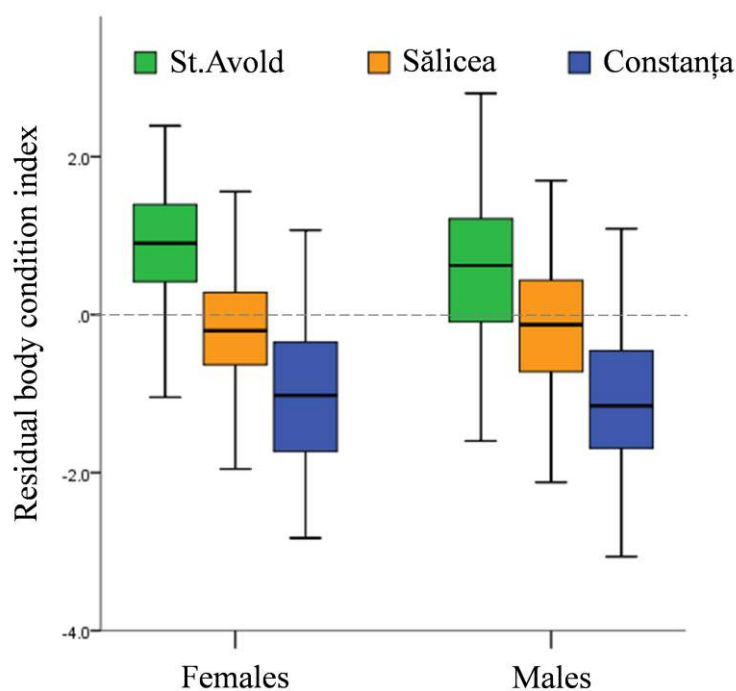 St.Avold Sălicea Constanța
Residual body condition index
2.0
.0
-2.0
-4.0
Females Males